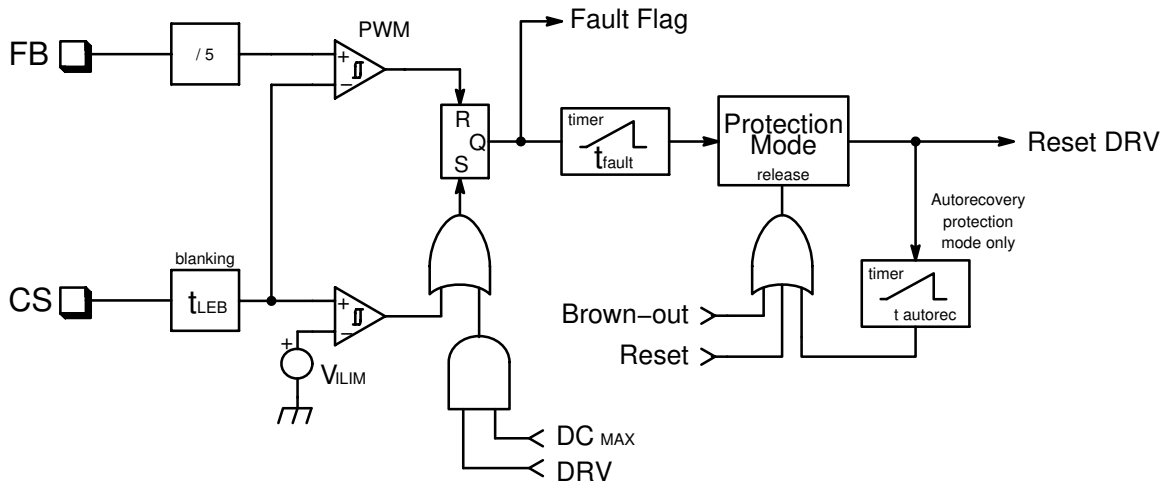 Fault Flag
PWM
FB
/ 5
+
−
R
Q
S
timer
tfault
Protection
Mode
release
Reset DRV
Autorecovery
protection
mode only
blanking
CS
tLEB
+
−
+
VILIM
timer
t autorec
Brown−out
Reset
DC MAX
DRV